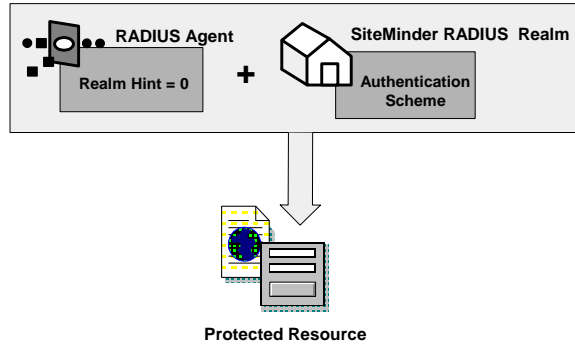 RADIUS Agent
Realm Hint = 0
+
SiteMinder RADIUS Realm
Authentication
Scheme
Protected Resource